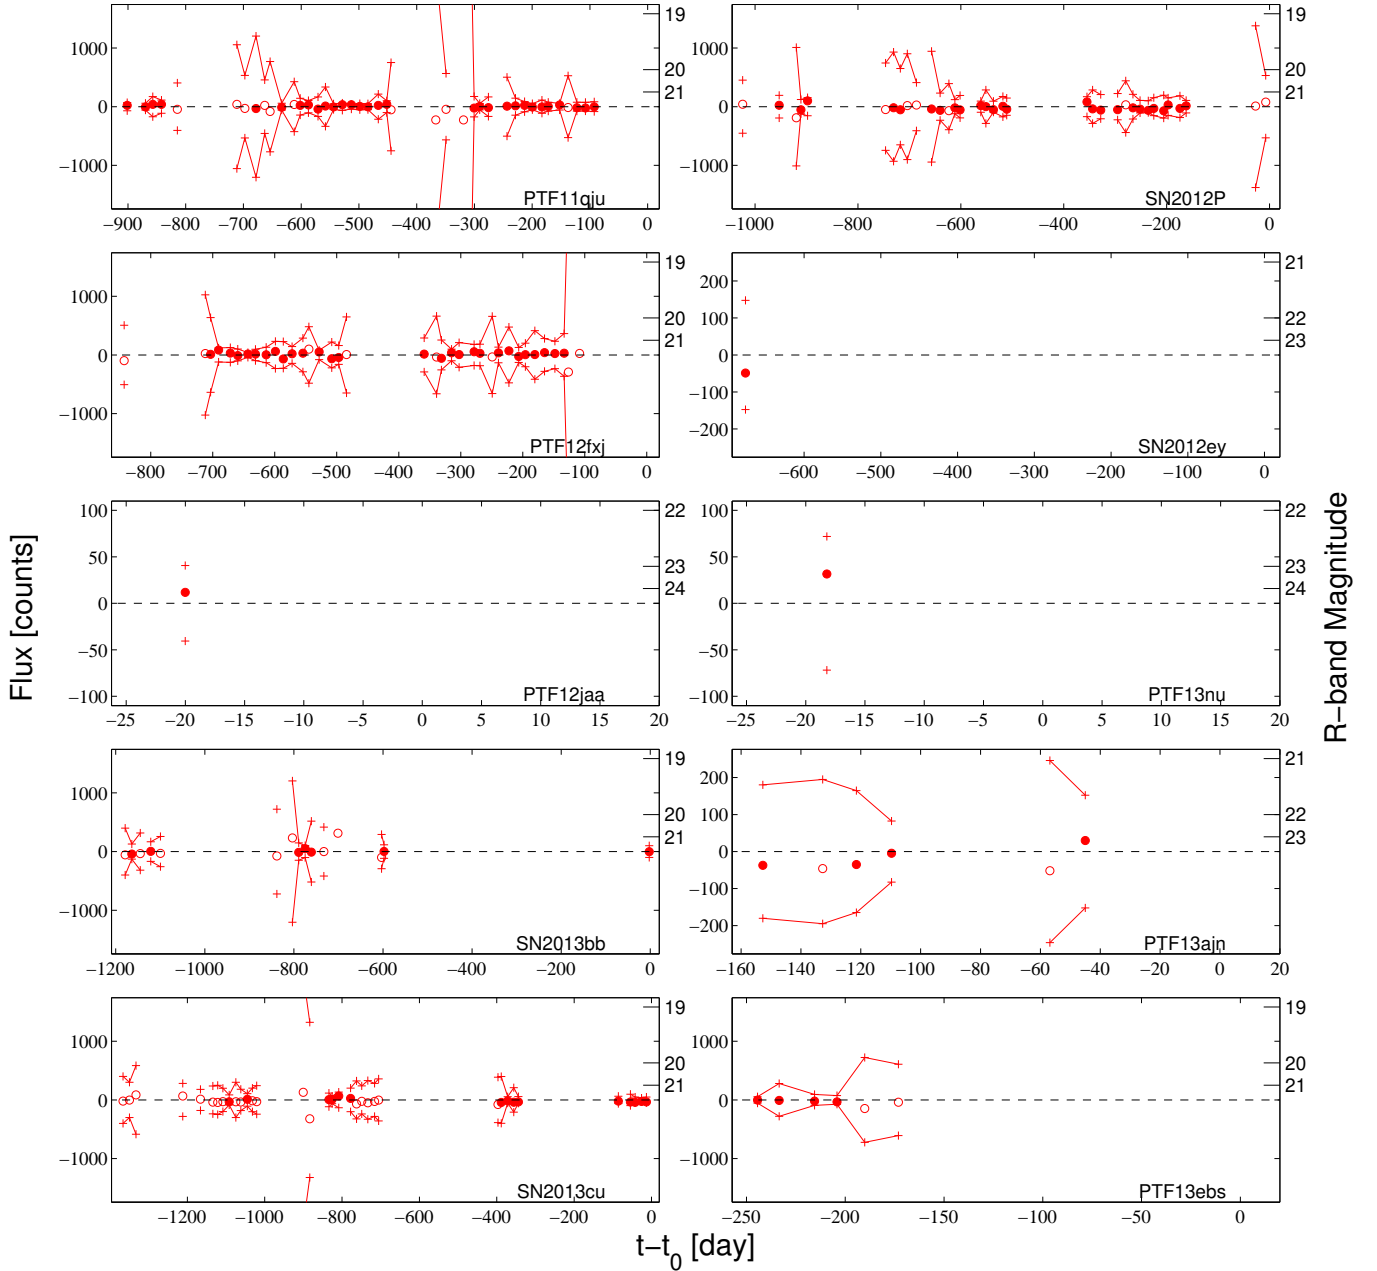 1000
0
−1000
19
20
21
PTF11qju
−900 −800 −700 −600 −500 −400 −300 −200 −100 0
1000
0
−1000
19
20
21
SN2012P
−1000 −800 −600 −400 −200 0
1000
0
−1000
19
20
21
PTF12fxj
−800 −700 −600 −500 −400 −300 −200 −100 0
200
100
0
−100
−200
21
22
23
SN2012ey
−600 −500 −400 −300 −200 −100 0
Flux [counts]
100
50
0
−50
−100
22
23
24
PTF12jaa
−25 −20 −15 −10 −5 0 5 10 15 20
100
50
0
−50
−100
22
23
24
PTF13nu
−25 −20 −15 −10 −5 0 5 10 15 20
R−band Magnitude
1000
0
−1000
19
20
21
SN2013bb
−1200 −1000 −800 −600 −400 −200 0
200
100
0
−100
−200
21
22
23
PTF13ajn
−160 −140 −120 −100 −80 −60 −40 −20 0 20
1000
0
−1000
19
20
21
SN2013cu
−1200 −1000 −800 −600 −400 −200 0
1000
0
−1000
19
20
21
PTF13ebs
−250 −200 −150 −100 −50 0
t−t0 [day]